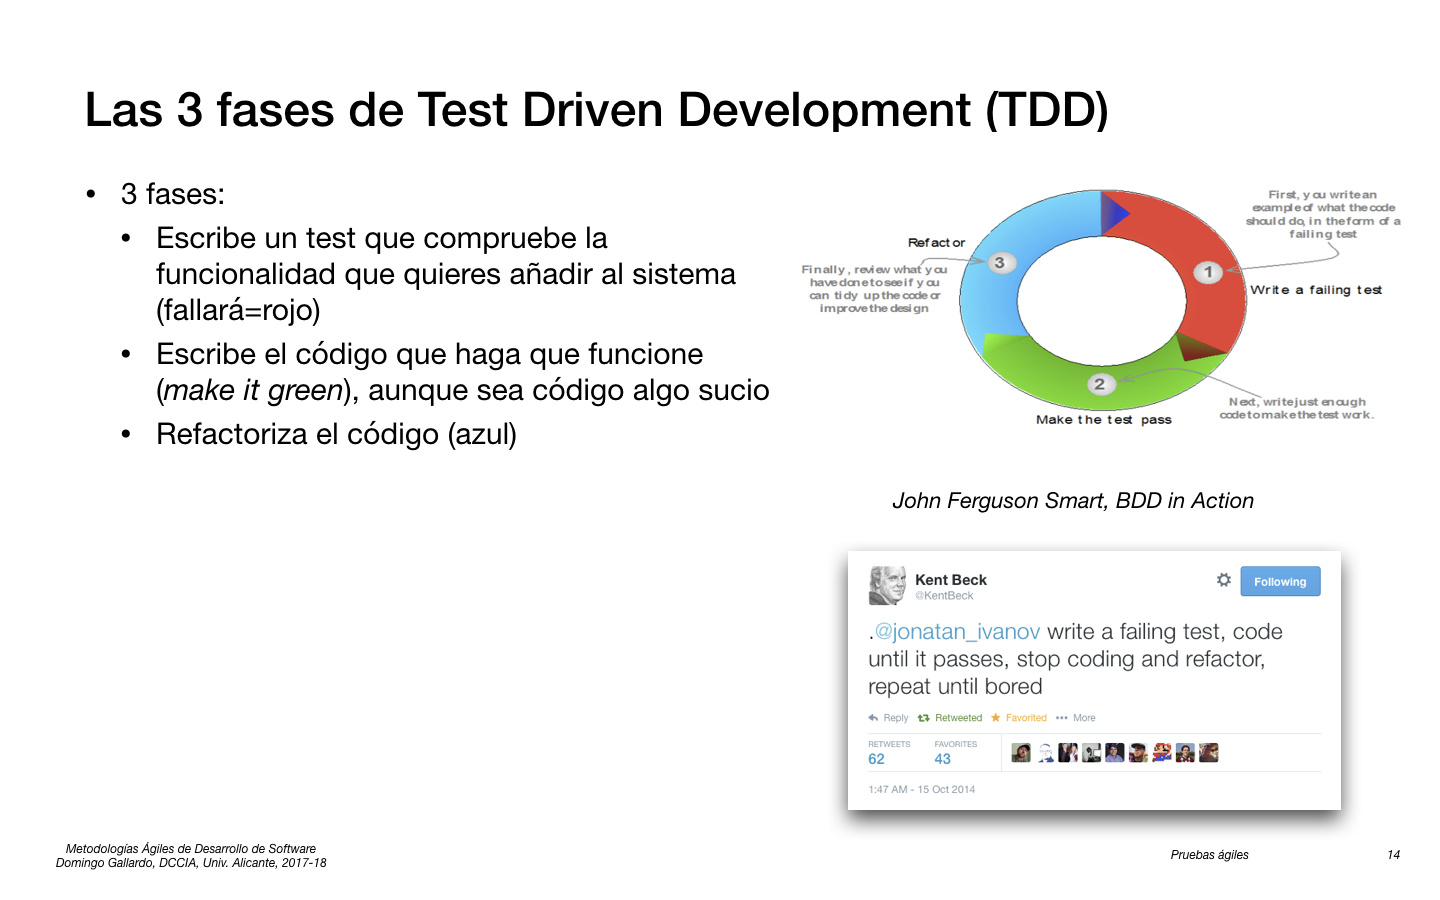 Las 3 fases de Test Driven Development (TDD)
• 3 fases:
• Escribe un test que compruebe la
funcionalidad que quieres añadir al sistema
(fallará=rojo)
• Escribe el código que haga que funcione
(make it green), aunque sea código algo sucio
• Refactoriza el código (azul)
First, you write an
example of what the code
should do, in the form of a
failing test
1
Write a failing test
Refactor
3
Finally, review what you
have done to see if you
can tidy up the code or
improve the design
2
Make the test pass
Next, write just enough
code to make the test work.
John Ferguson Smart, BDD in Action
Kent Beck
@KentBeck
Following
.@jonatan_ivanov write a failing test, code
until it passes, stop coding and refactor,
repeat until bored
Reply Retweeted Favorited More
RETWEETS FAVORITES
62 43
1:47 AM - 15 Oct 2014
Metodologías Ágiles de Desarrollo de Software
Domingo Gallardo, DCCIA, Univ. Alicante, 2017-18
Pruebas ágiles 14